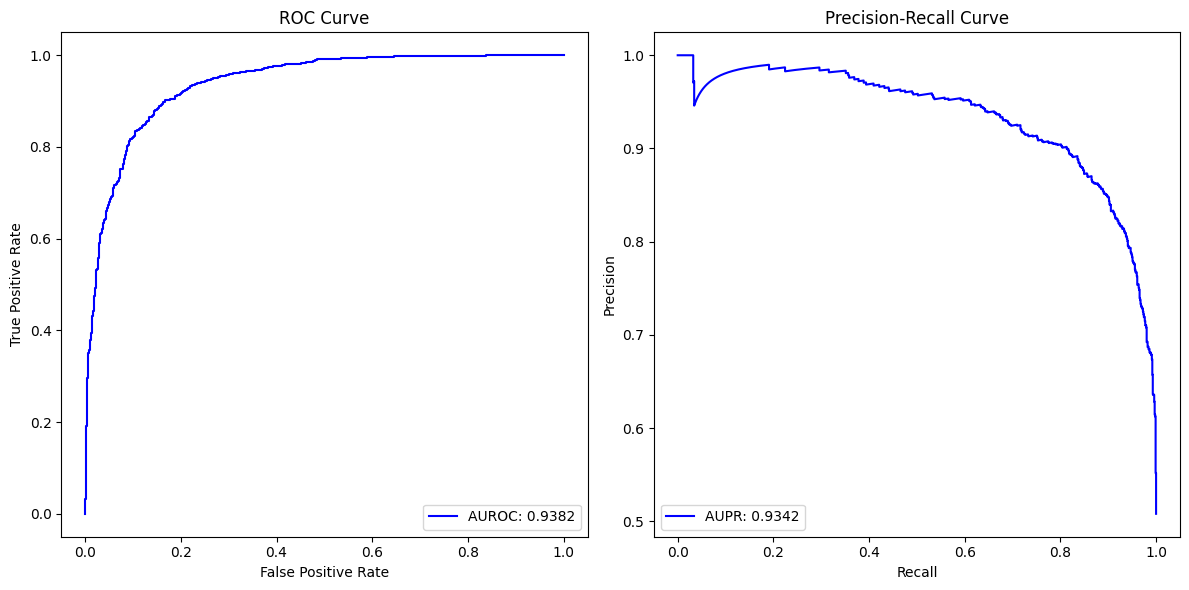 ROC Curve
1.0
0.8
0.6
0.4
0.2
0.0
True Positive Rate
AUROC: 0.9382
0.0 0.2 0.4 0.6 0.8 1.0
False Positive Rate
Precision-Recall Curve
1.0
0.9
0.8
0.7
0.6
0.5
Precision
AUPR: 0.9342
0.0 0.2 0.4 0.6 0.8 1.0
Recall